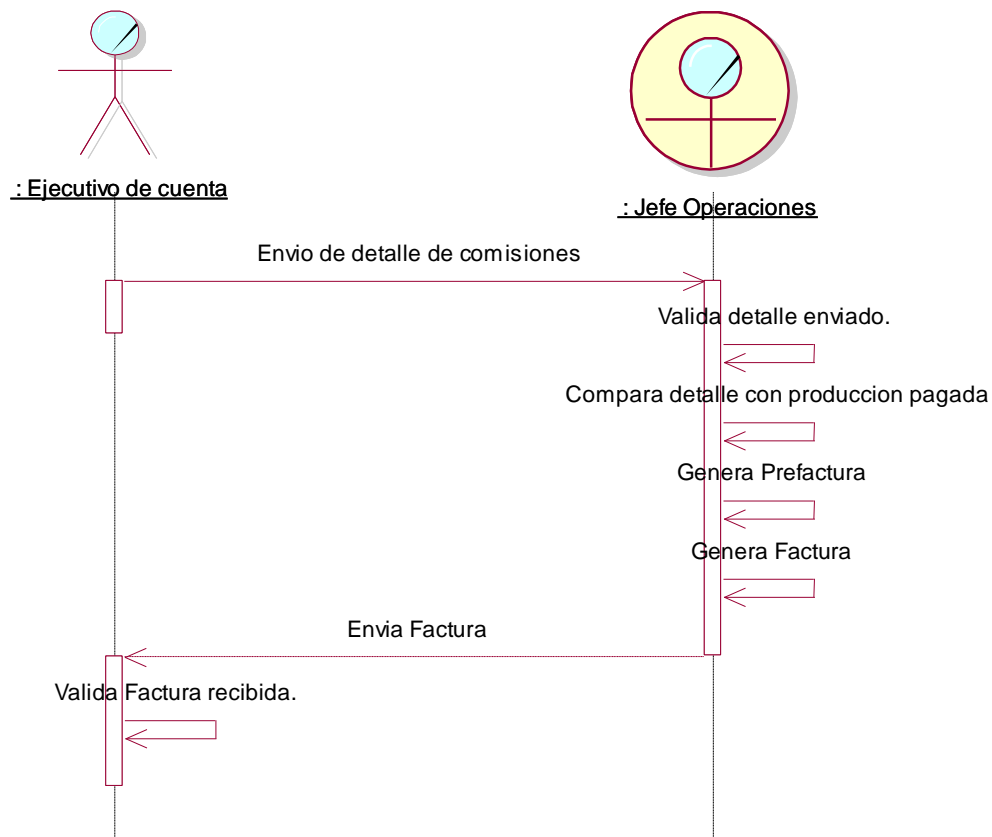 : Ejecutivo de cuenta
: Jefe Operaciones
Envio de detalle de comisiones
Valida detalle enviado.
Compara detalle con produccion pagada
Genera Prefactura
Genera Factura
Envia Factura
Valida Factura recibida.